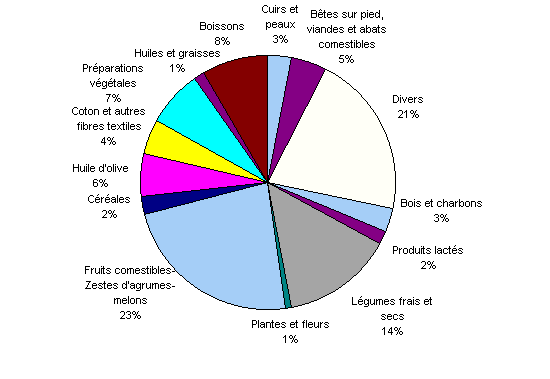 Cuirs et
peaux
3%
Bêtes sur pied,
viandes et abats
comestibles
5%
Divers
21%
Bois et charbons
3%
Produits lactés
2%
Légumes frais et
secs
14%
Plantes et fleurs
1%
Fruits comestibles-
Zestes d'agrumes-
melons
23%
Céréales
2%
Huile d'olive
6%
Coton et autres
fibres textiles
4%
Préparations
végétales
7%
Huiles et graisses
1%
Boissons
8%